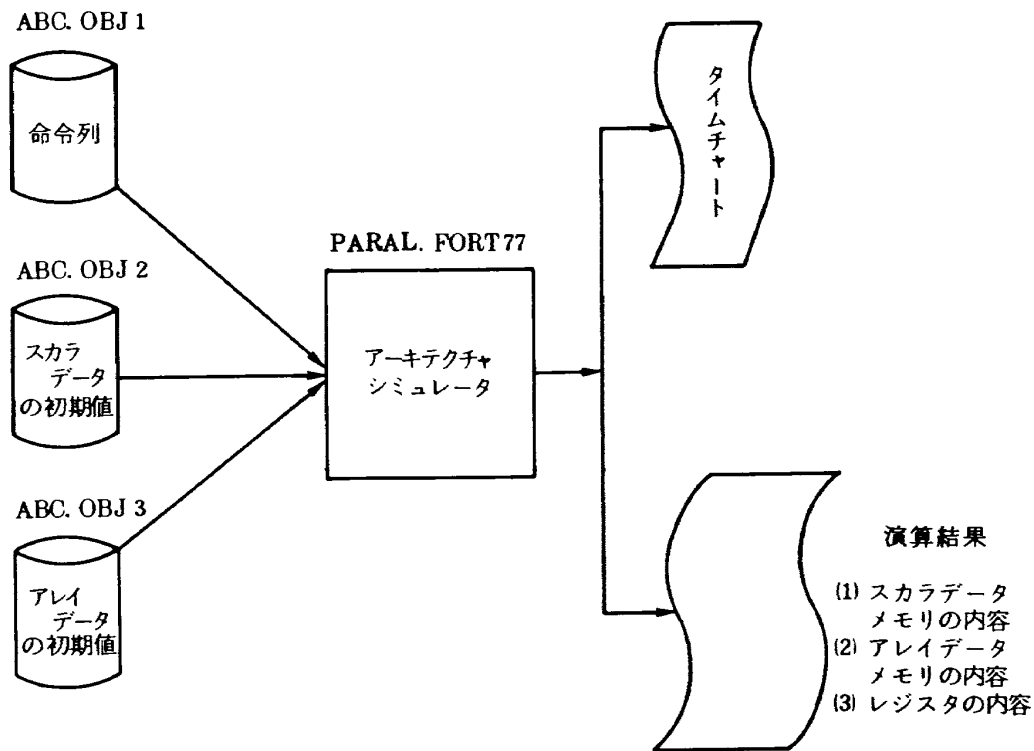 ABC. OBJ 1
命令列
ABC. OBJ 2
スカラ
データ
の初期値
ABC. OBJ 3
アレイ
データ
の初期値
PARAL. FORT 77
アーキテクチャ
シミュレータ
タイムチャート
演算結果
(1) スカラデータ
メモリの内容
(2) アレイデータ
メモリの内容
(3) レジスタの内容